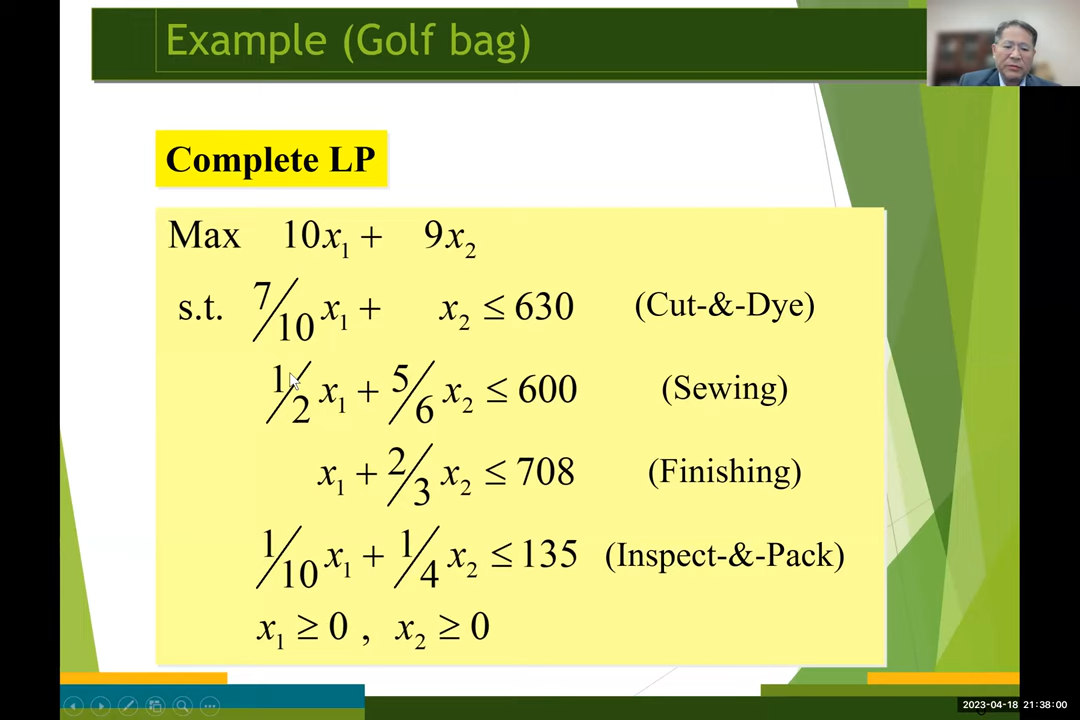 Example (Golf bag)
Complete LP
Max 10x₁ + 9x₂
s.t. 7/10 x₁ + x₂ ≤ 630 (Cut-&-Dye)
1/2 x₁ + 5/6 x₂ ≤ 600 (Sewing)
x₁ + 2/3 x₂ ≤ 708 (Finishing)
1/10 x₁ + 1/4 x₂ ≤ 135 (Inspect-&-Pack)
x₁ ≥ 0 , x₂ ≥ 0
2023-04-18 21:38:00